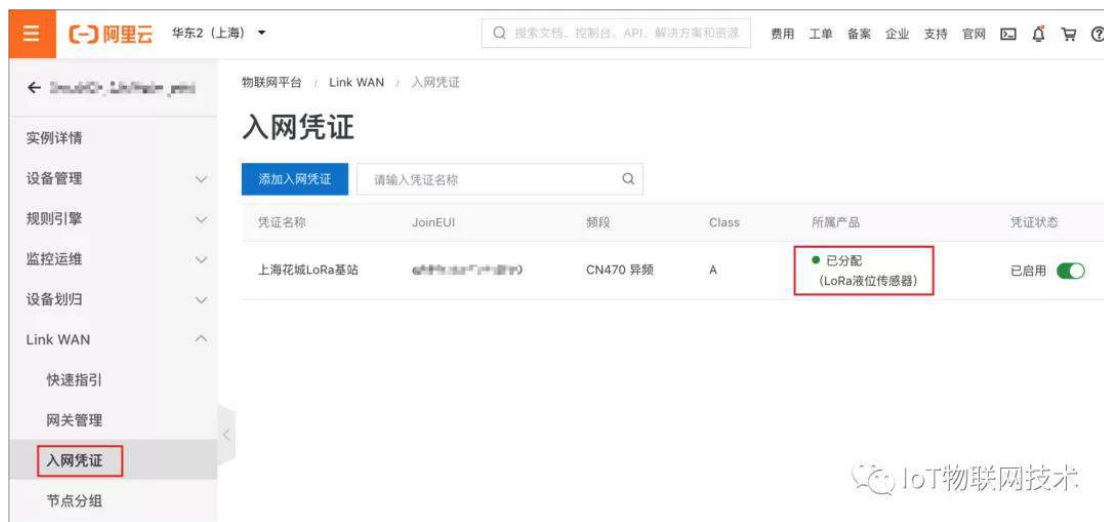 阿里云 华东2（上海） 搜索文档、控制台、API、解决方案和资源 费用 工单 备案 企业 支持 官网
物联网平台 / Link WAN / 入网凭证
入网凭证
实例详情
设备管理
规则引擎
监控运维
设备划归
Link WAN
快速指引
网关管理
入网凭证
节点分组
添加入网凭证 请输入凭证名称
凭证名称 JoinEUI 频段 Class 所属产品 凭证状态
上海花城LoRa基站 CN470 异频 A 已分配 已启用
（LoRa液位传感器）
IoT物联网技术